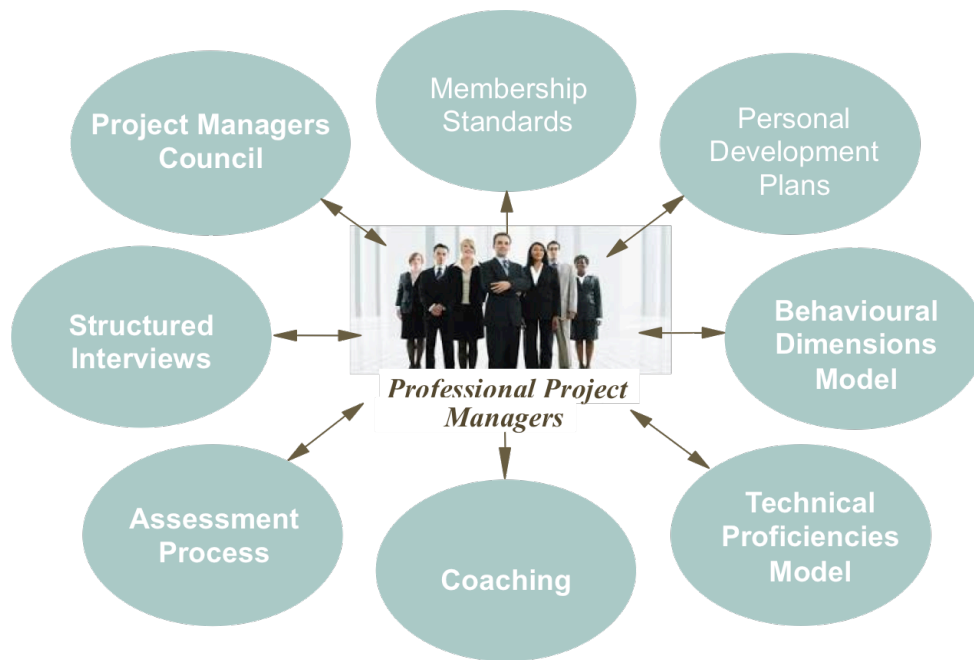 Membership
Standards
Project Managers
Council
Personal
Development
Plans
Structured
Interviews
Behavioural
Dimensions
Model
Professional Project
Managers
Assessment
Process
Coaching
Technical
Proficiencies
Model